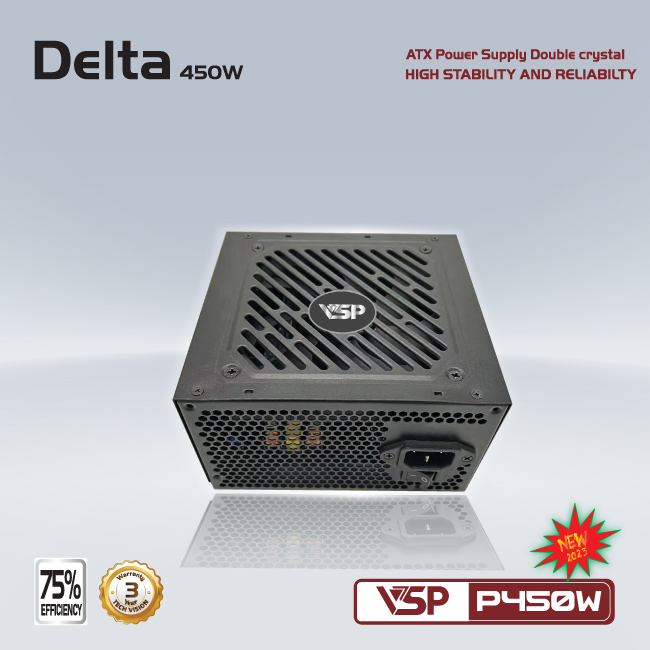 Delta 450W
ATX Power Supply Double crystal
HIGH STABILITY AND RELIABILTY
VSP
NEW
2023
75%
EFFICIENCY
Warranty
3
Year
TECH VISION
VSP P450W